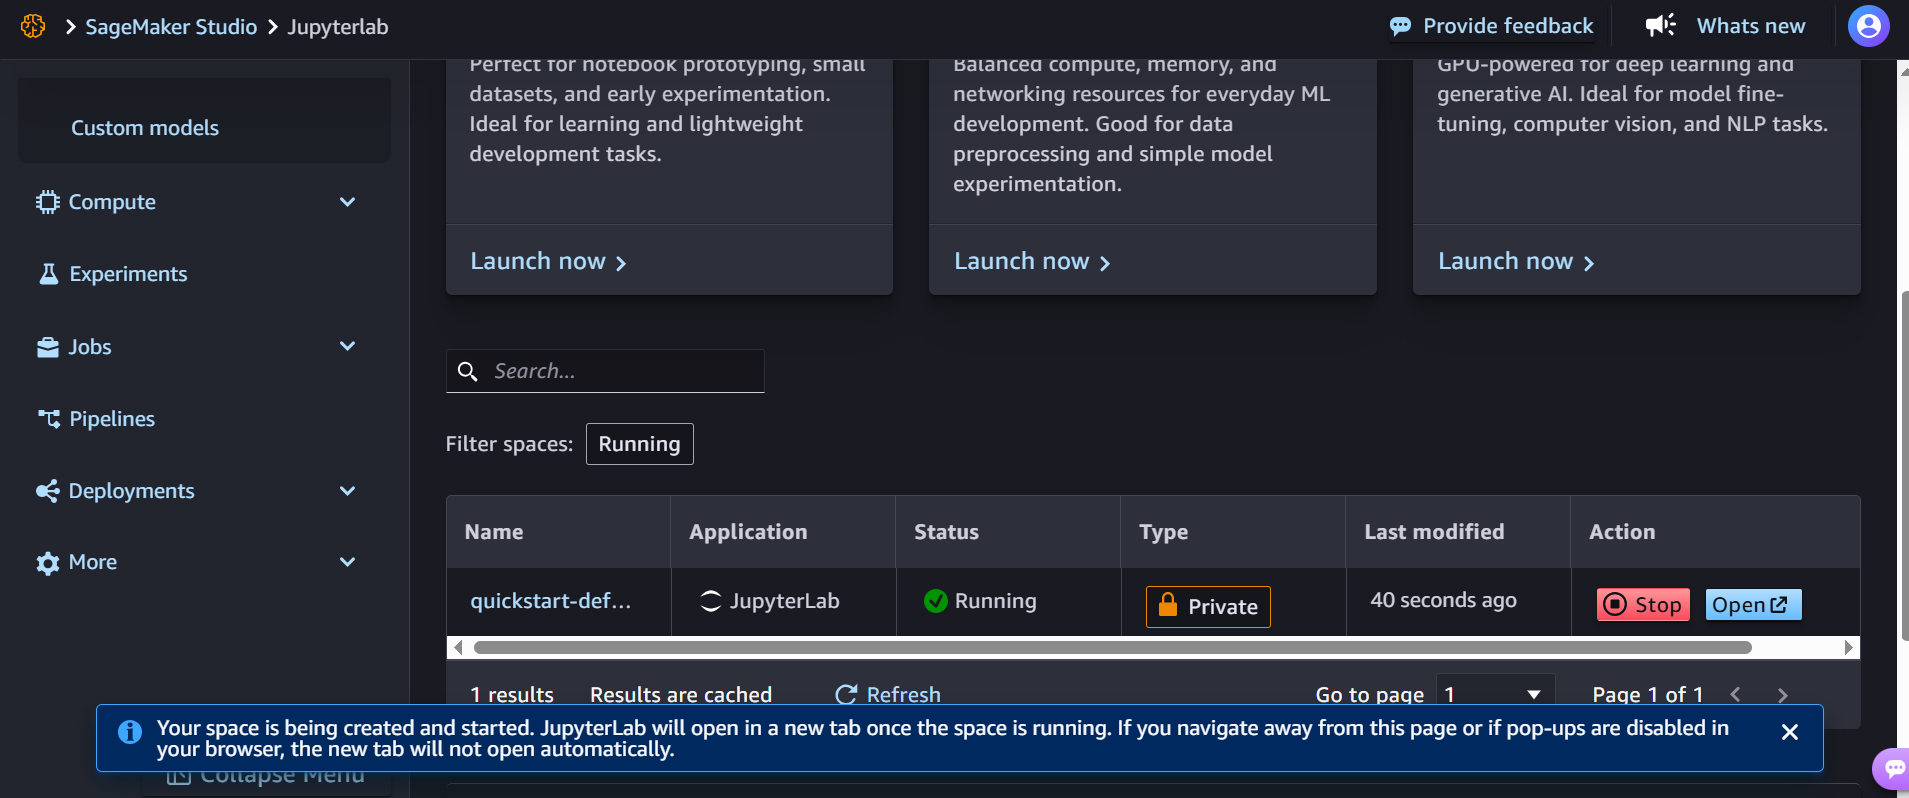 SageMaker Studio
Jupyterlab
Provide feedback
Whats new
Custom models
Compute
Experiments
Jobs
Pipelines
Deployments
More
Collapse Menu
Perfect for notebook prototyping, small
datasets, and early experimentation.
Ideal for learning and lightweight
development tasks.
Launch now
Balanced compute, memory, and
networking resources for everyday ML
development. Good for data
preprocessing and simple model
experimentation.
Launch now
GPU-powered for deep learning and
generative AI. Ideal for model fine-
tuning, computer vision, and NLP tasks.
Launch now
Search...
Filter spaces: Running
Name Application Status Type Last modified Action
quickstart-def... JupyterLab Running Private 40 seconds ago Stop Open
1 results Results are cached Refresh Go to page 1 Page 1 of 1
Your space is being created and started. JupyterLab will open in a new tab once the space is running. If you navigate away from this page or if pop-ups are disabled in
your browser, the new tab will not open automatically.